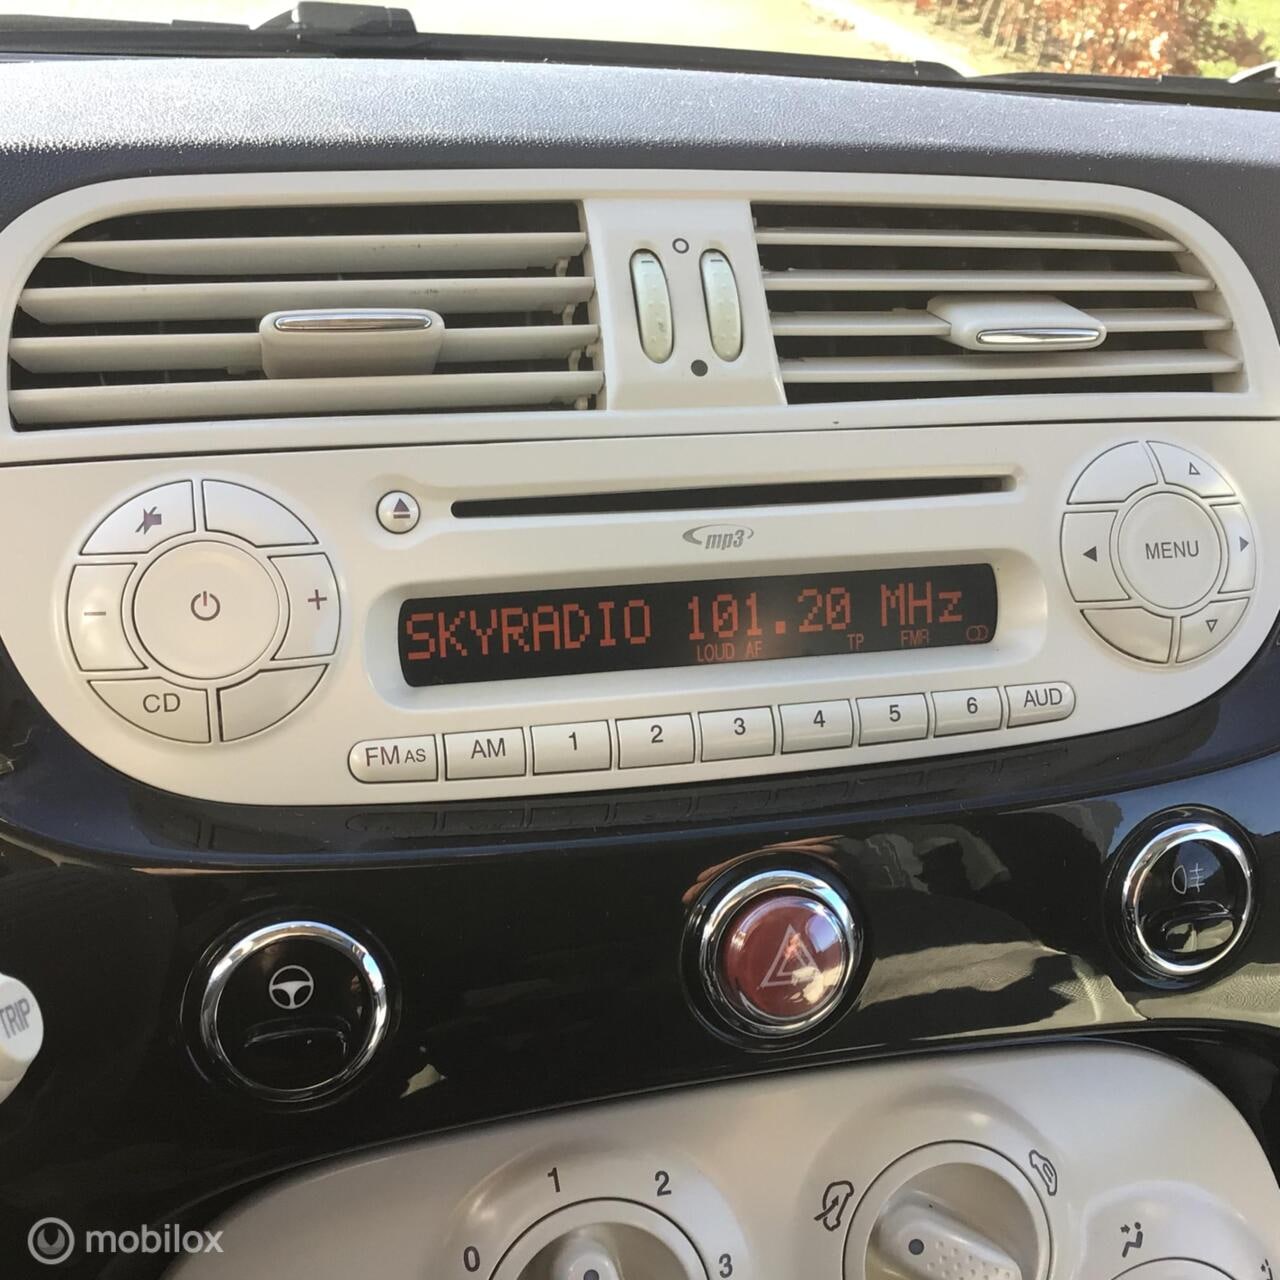 mp3
SKYRADIO 101.20 MHz
LOUD AF TP FMA
MENU
CD
FM AS AM 1 2 3 4 5 6 AUD
TRIP
0 1 2 3
mobilox